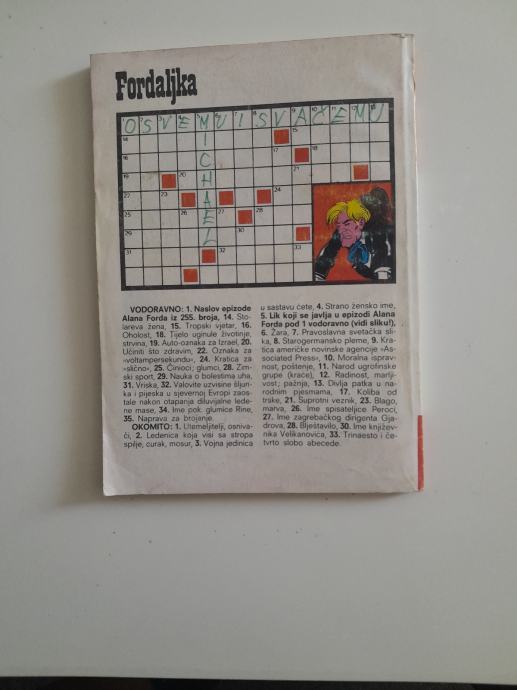 Fordaljka
O S V E M U I S V A Č E M U
M I C H A E L
VODORAVNO: 1. Naslov epizode
Alana Forda iz 255. broja, 14. Sto-
lareva žena, 15. Tropski vjetar, 16.
Oholost, 18. Tijelo uginule životinje,
strvina, 19. Auto-oznaka za Izrael, 20.
Učiniti što zdravim, 22. Oznaka za
»voltampersekundu«, 24. Kratica za
»slično«, 25. Činioci; glumci, 28. Zim-
ski sport, 29. Nauka o bolestima uha,
31. Vriska, 32. Valovite uzvisine šljun-
ka i pijeska u sjevernoj Evropi zaos-
tale nakon otapanja diluvijalne lede-
ne mase, 34. Ime pok. glumice Rine,
35. Naprava za brojanje.
OKOMITO: 1. Utemeljitelji, osniva-
či, 2. Ledenica koja visi sa stropa
spilje, curak, mosur, 3. Vojna jedinica
u sastavu čete, 4. Strano žensko ime,
5. Lik koji se javlja u epizodi Alana
Forda pod 1 vodoravno (vidi sliku!),
6. Žara, 7. Pravoslavna svetačka sli-
ka, 8. Starogermansko pleme, 9. Kra-
tica američke novinske agencije »As-
sociated Press«, 10. Moralna isprav-
nost, poštenje, 11. Narod ugrofinske
grupe (krace), 12. Radinost, marlji-
vost; pažnja, 13. Divlja patka u na-
rodnim pjesmama, 17. Koliba od
trske, 21. Suprotni veznik, 23. Blago,
marva, 26. Ime spisateljice Peroci,
27. Ime zagrebačkog dirigenta Gja-
drova, 28. Blještavilo, 30. Ime književ-
nika Velikanovića, 33. Trinaesto i če-
tvrto slovo abecede.